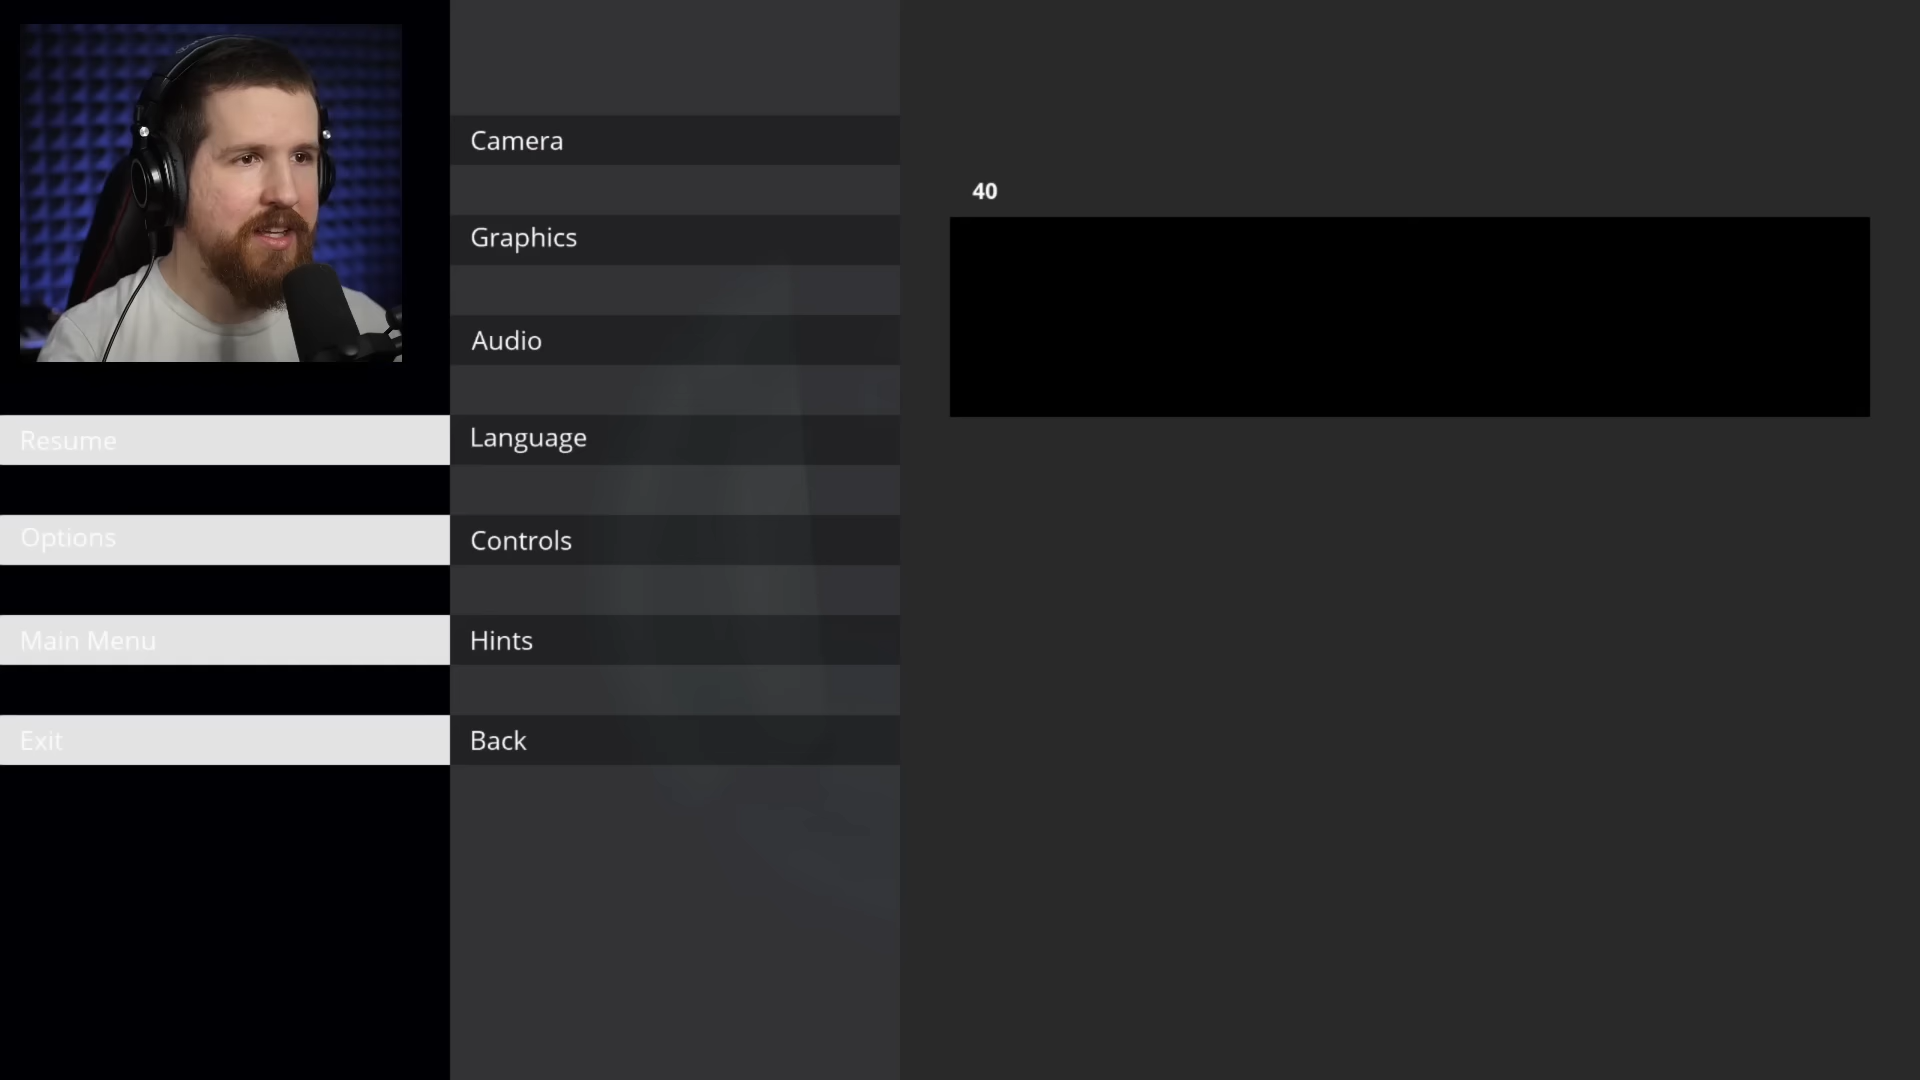 Resume
Options
Main Menu
Exit
Camera
Graphics
Audio
Language
Controls
Hints
Back
40